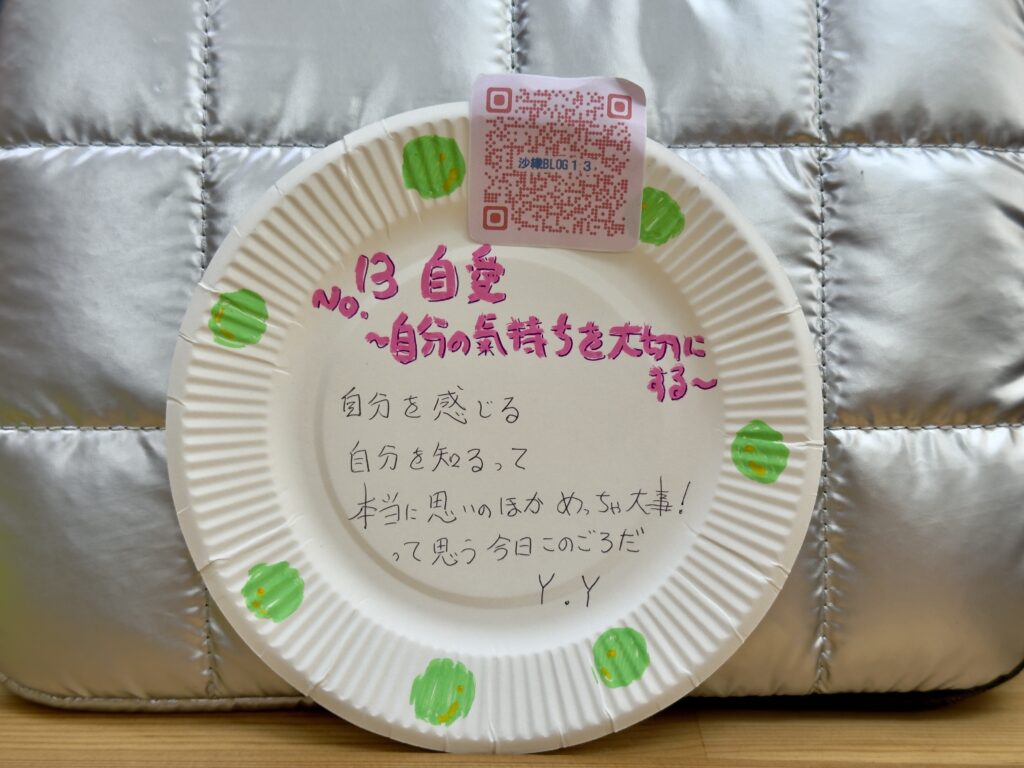 沙織BLOG13
No.13 自愛
~自分の氣持ちを大切に
する~
自分を感じる
自分を知るって
本当に思いのほか めっちゃ大事!
って思う 今日このごろだ
Y.Y